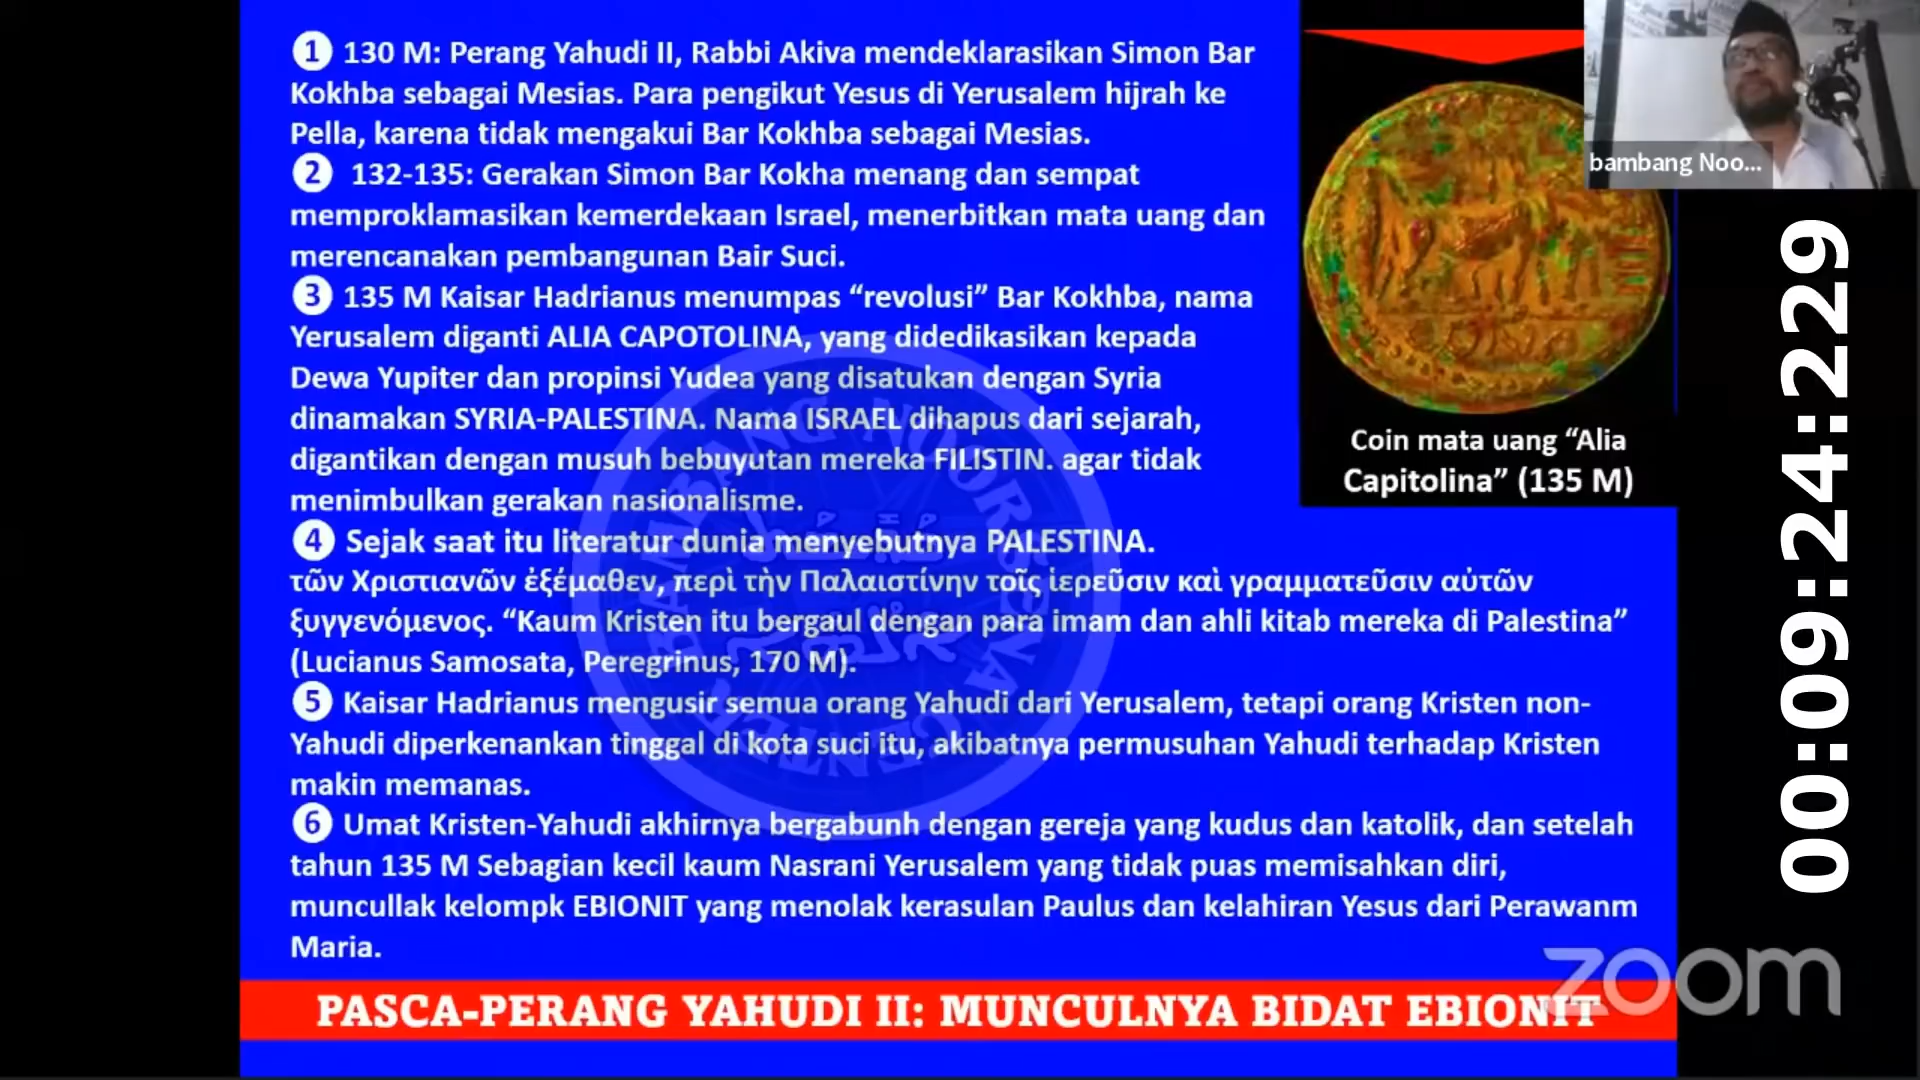 ❶ 130 M: Perang Yahudi II, Rabbi Akiva mendeklarasikan Simon Bar
Kokhba sebagai Mesias. Para pengikut Yesus di Yerusalem hijrah ke
Pella, karena tidak mengakui Bar Kokhba sebagai Mesias.
❷ 132-135: Gerakan Simon Bar Kokha menang dan sempat
memproklamasikan kemerdekaan Israel, menerbitkan mata uang dan
merencanakan pembangunan Bair Suci.
❸ 135 M Kaisar Hadrianus menumpas “revolusi” Bar Kokhba, nama
Yerusalem diganti ALIA CAPOTOLINA, yang didedikasikan kepada
Dewa Yupiter dan propinsi Yudea yang disatukan dengan Syria
dinamakan SYRIA-PALESTINA. Nama ISRAEL dihapus dari sejarah,
digantikan dengan musuh bebuyutan mereka FILISTIN. agar tidak
menimbulkan gerakan nasionalisme.
❹ Sejak saat itu literatur dunia menyebutnya PALESTINA.
τῶν Χριστιανῶν ἐξέμαθεν, περὶ τὴν Παλαιστίνην τοῖς ἱερεῦσιν καὶ γραμματεῦσιν αὐτῶν
ξυγγενόμενος. “Kaum Kristen itu bergaul dengan para imam dan ahli kitab mereka di Palestina”
(Lucianus Samosata, Peregrinus, 170 M).
❺ Kaisar Hadrianus mengusir semua orang Yahudi dari Yerusalem, tetapi orang Kristen non-
Yahudi diperkenankan tinggal di kota suci itu, akibatnya permusuhan Yahudi terhadap Kristen
makin memanas.
❻ Umat Kristen-Yahudi akhirnya bergabunh dengan gereja yang kudus dan katolik, dan setelah
tahun 135 M Sebagian kecil kaum Nasrani Yerusalem yang tidak puas memisahkan diri,
muncullak kelompk EBIONIT yang menolak kerasulan Paulus dan kelahiran Yesus dari Perawanm
Maria.
PASCA-PERANG YAHUDI II: MUNCULNYA BIDAT EBIONIT
Coin mata uang “Alia
Capitolina” (135 M)
bambang Noo...
00:09:24:229
zoom
BAMBANG NOORSENA CENTER